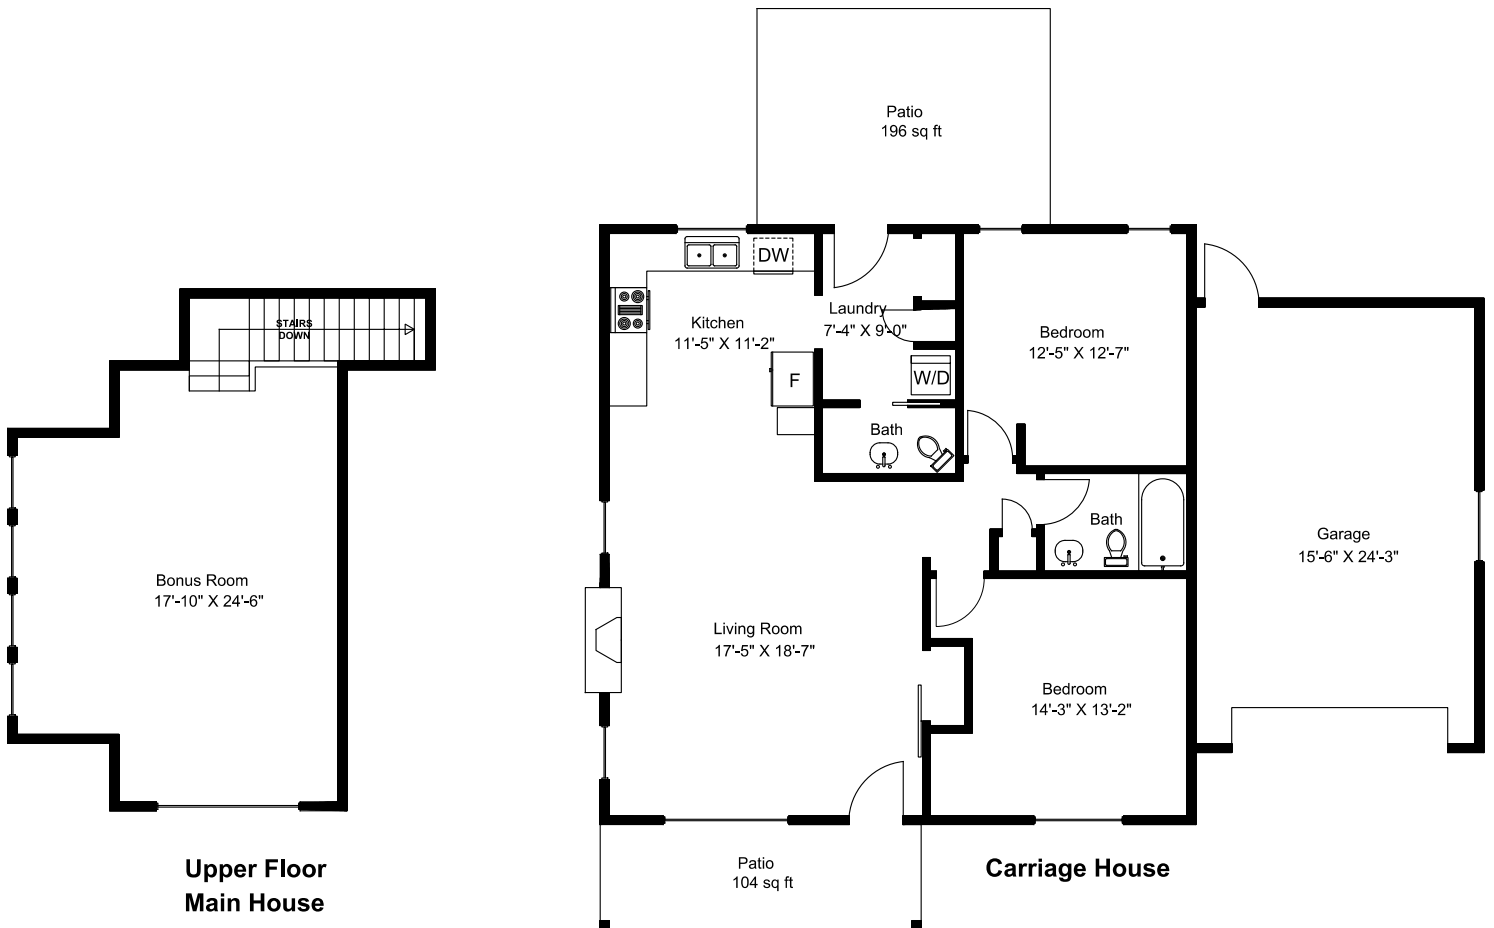 Patio
196 sq ft
DW
STAIRS
DOWN
Kitchen
11'-5" X 11'-2"
Laundry
7'-4" X 9'-0"
Bedroom
12'-5" X 12'-7"
F
W/D
Bath
Bath
Garage
15'-6" X 24'-3"
Bonus Room
17'-10" X 24'-6"
Living Room
17'-5" X 18'-7"
Bedroom
14'-3" X 13'-2"
Patio
104 sq ft
Upper Floor
Main House
Carriage House